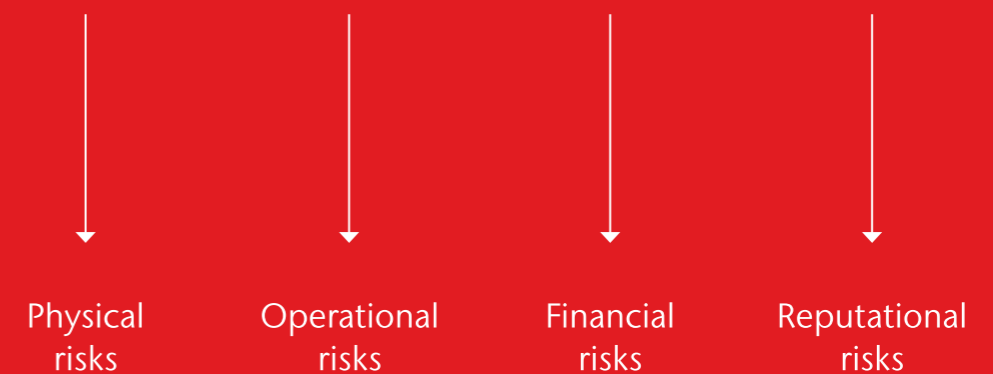 Physical
risks
Operational
risks
Financial
risks
Reputational
risks